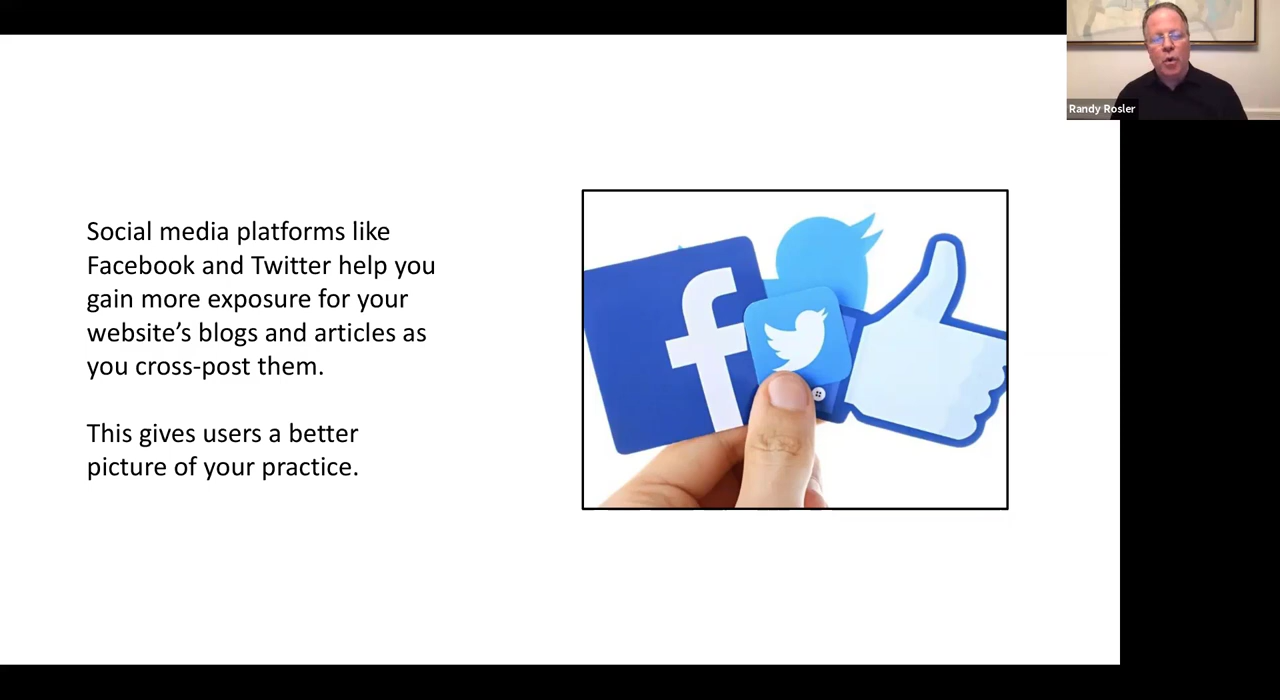 Randy Rosler
Social media platforms like
Facebook and Twitter help you
gain more exposure for your
website’s blogs and articles as
you cross-post them.
This gives users a better
picture of your practice.
f